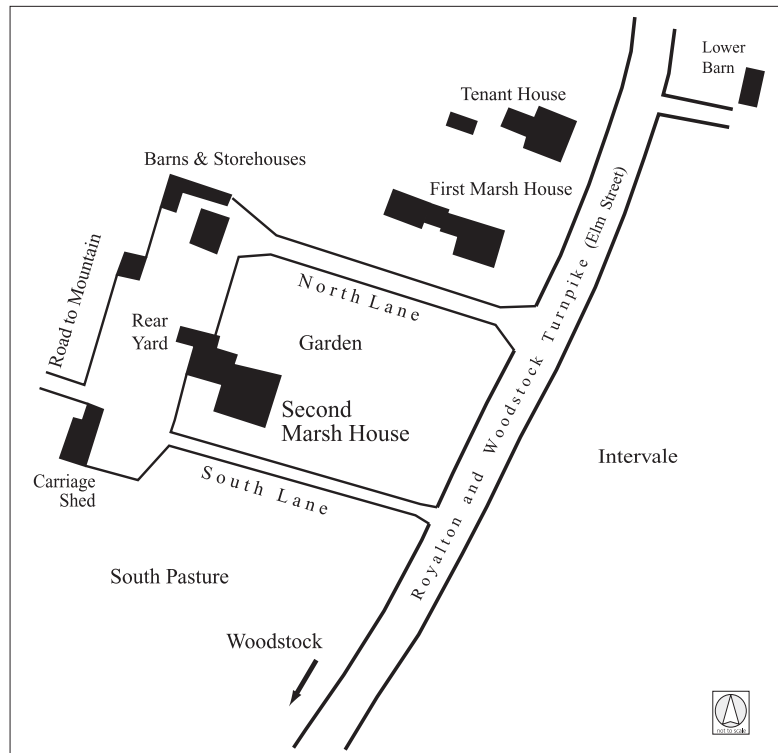 Lower
Barn
Tenant House
Barns & Storehouses
First Marsh House
Road to Mountain
North Lane
Royalton and Woodstock Turnpike (Elm Street)
Rear
Yard
Garden
Second
Marsh House
Intervale
Carriage
Shed
South Lane
South Pasture
Woodstock
not to scale